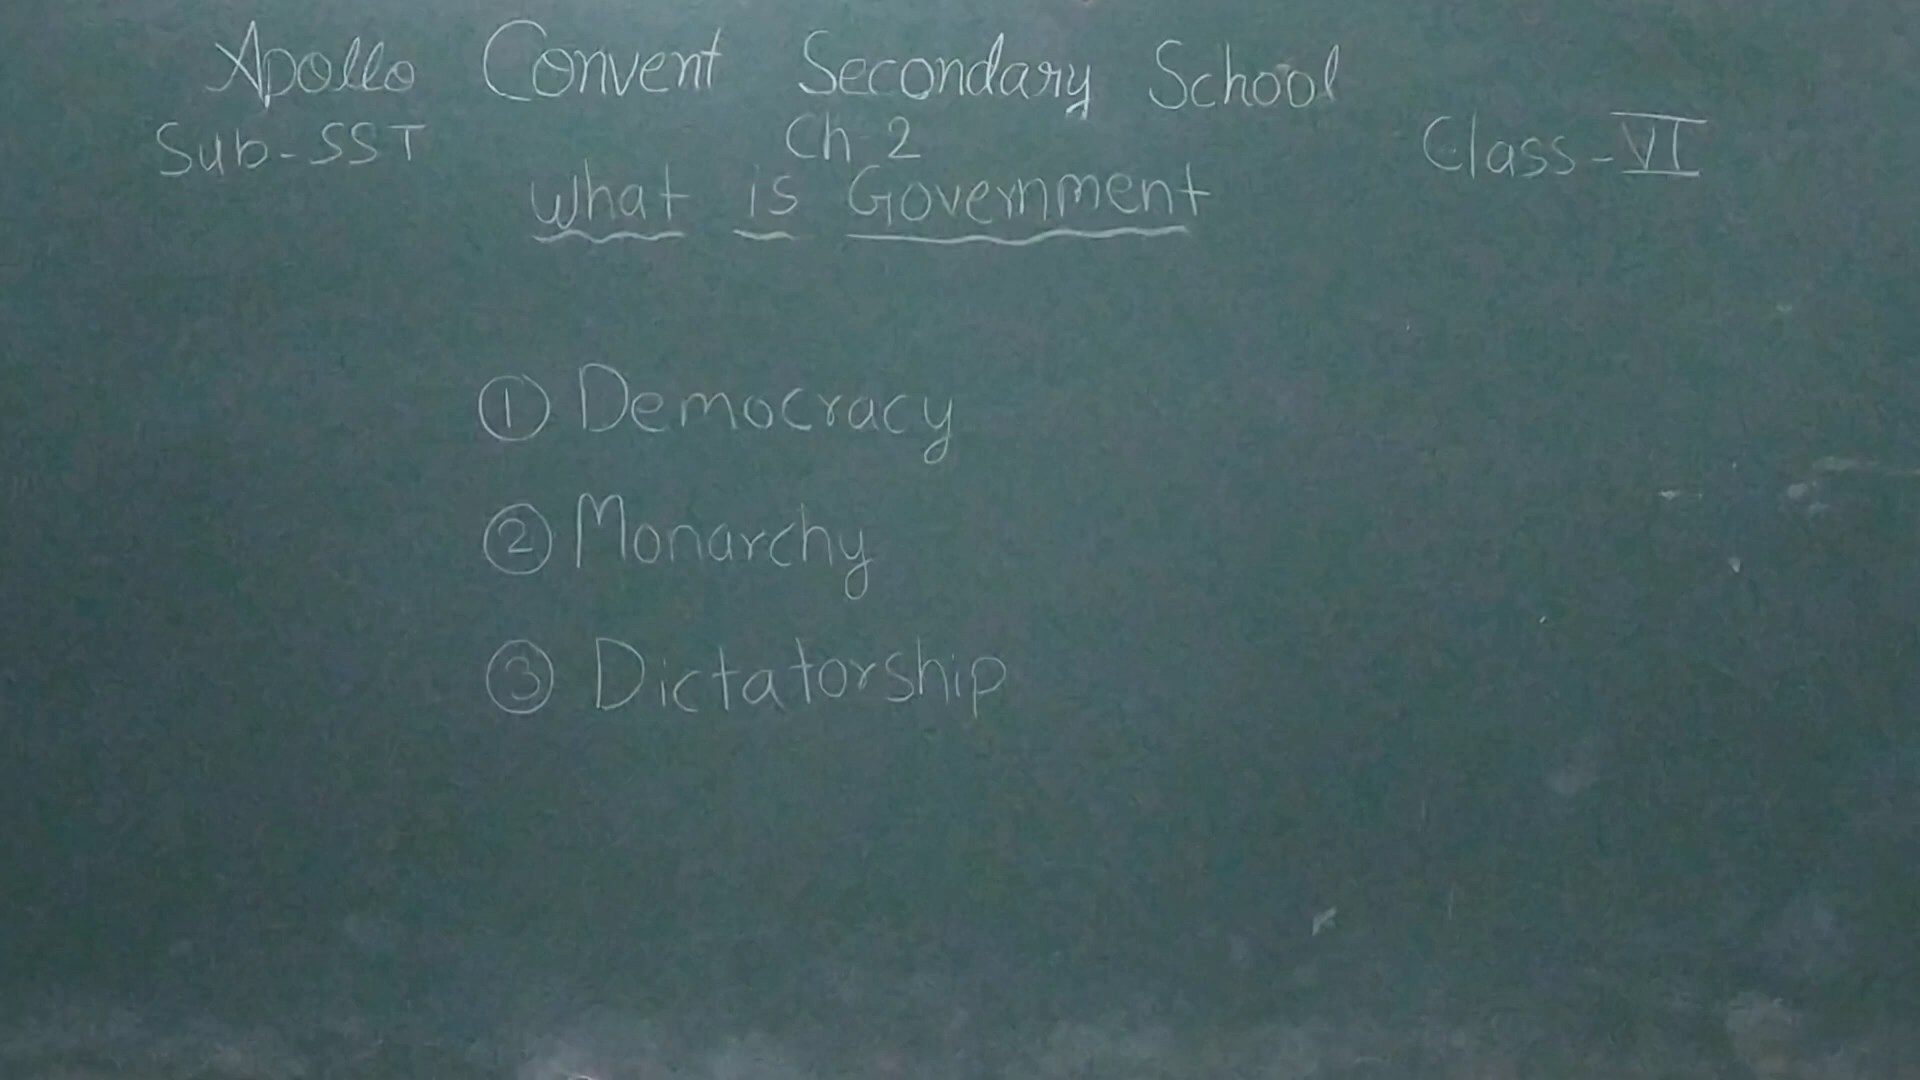 Apollo Convent Secondary School
Sub-SST Ch 2 Class-VI
What is Government
① Democracy
② Monarchy
③ Dictatorship